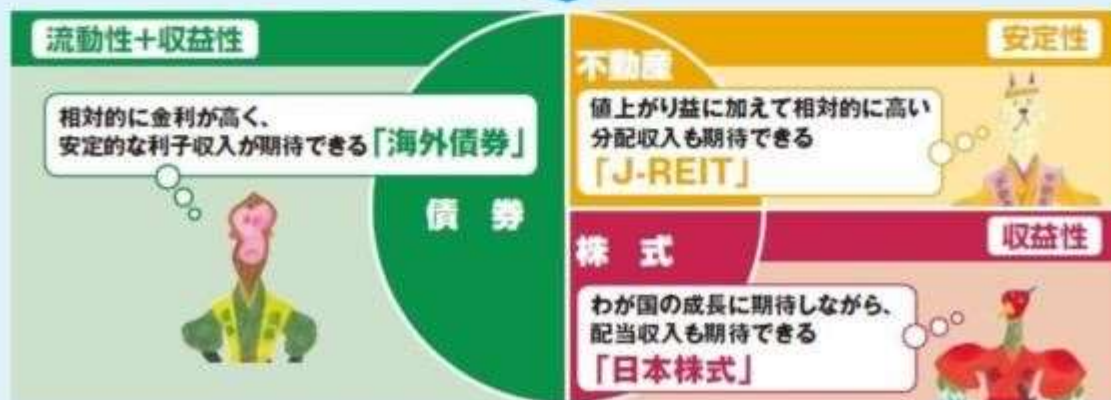 流動性+収益性
相対的に金利が高く、
安定的な利子収入が期待できる「海外債券」
債 券
不動産
安定性
値上がり益に加えて相対的に高い
分配収入も期待できる
「J-REIT」
株 式
収益性
わが国の成長に期待しながら、
配当収入も期待できる
「日本株式」